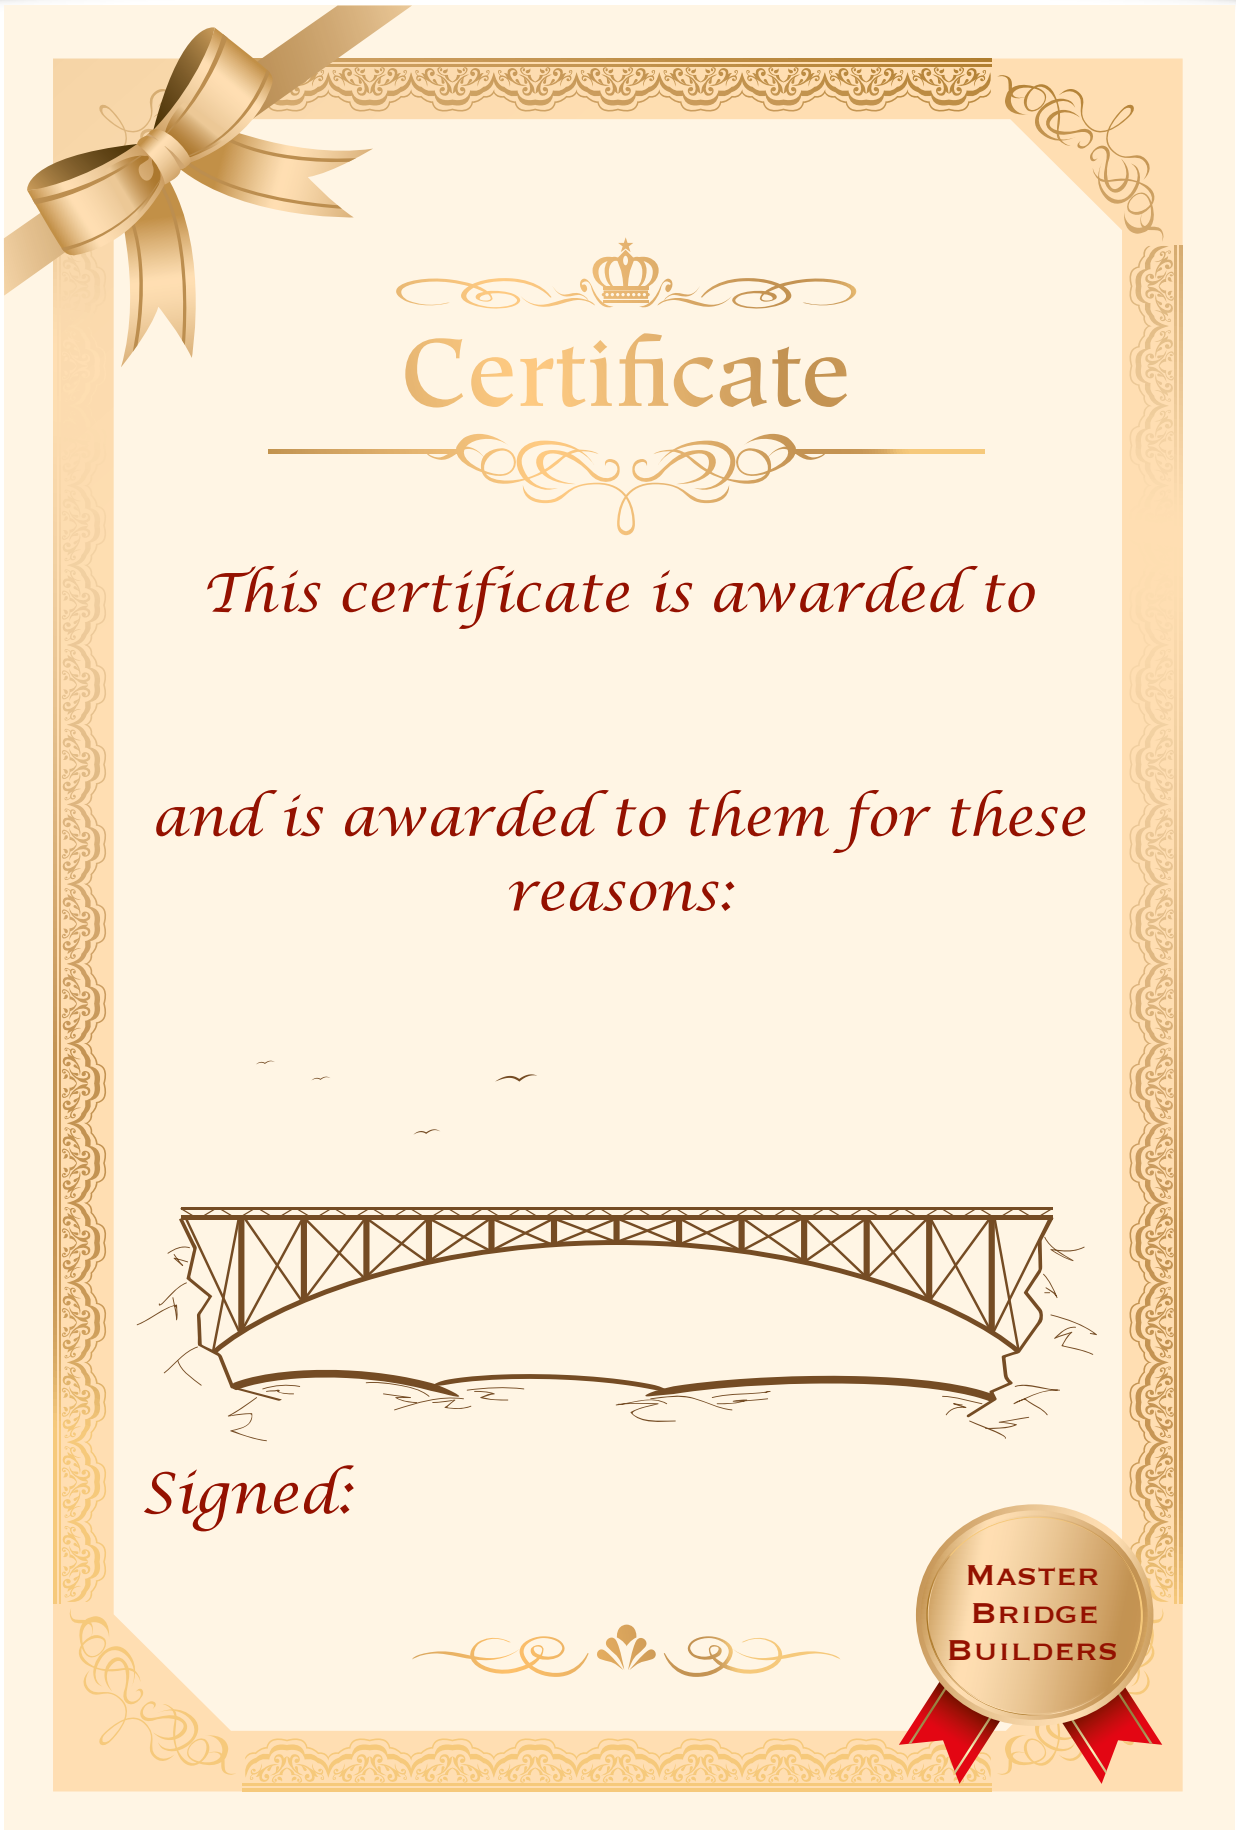 Certificate
This certificate is awarded to
and is awarded to them for these
reasons:
Signed:
MASTER
BRIDGE
BUILDERS